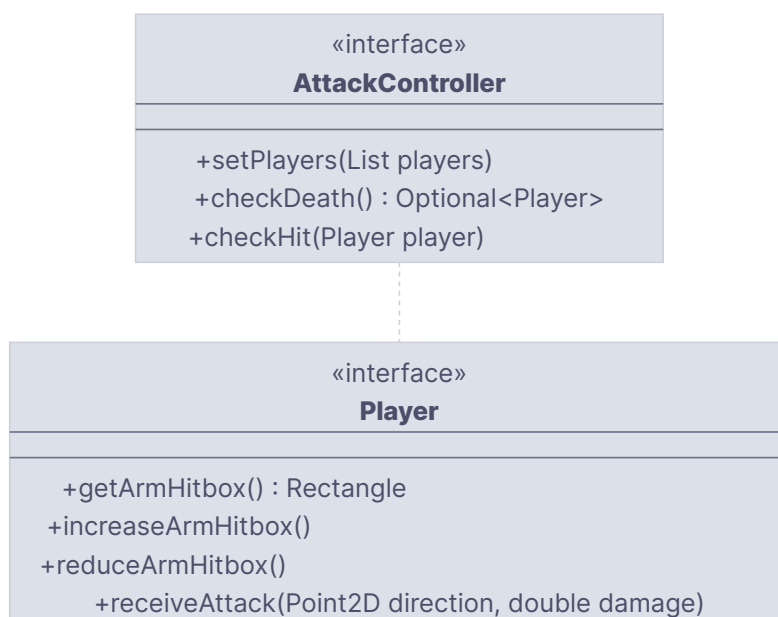 «interface»
AttackController
+setPlayers(List players)
+checkDeath() : Optional<Player>
+checkHit(Player player)
«interface»
Player
+getArmHitbox() : Rectangle
+increaseArmHitbox()
+reduceArmHitbox()
+receiveAttack(Point2D direction, double damage)